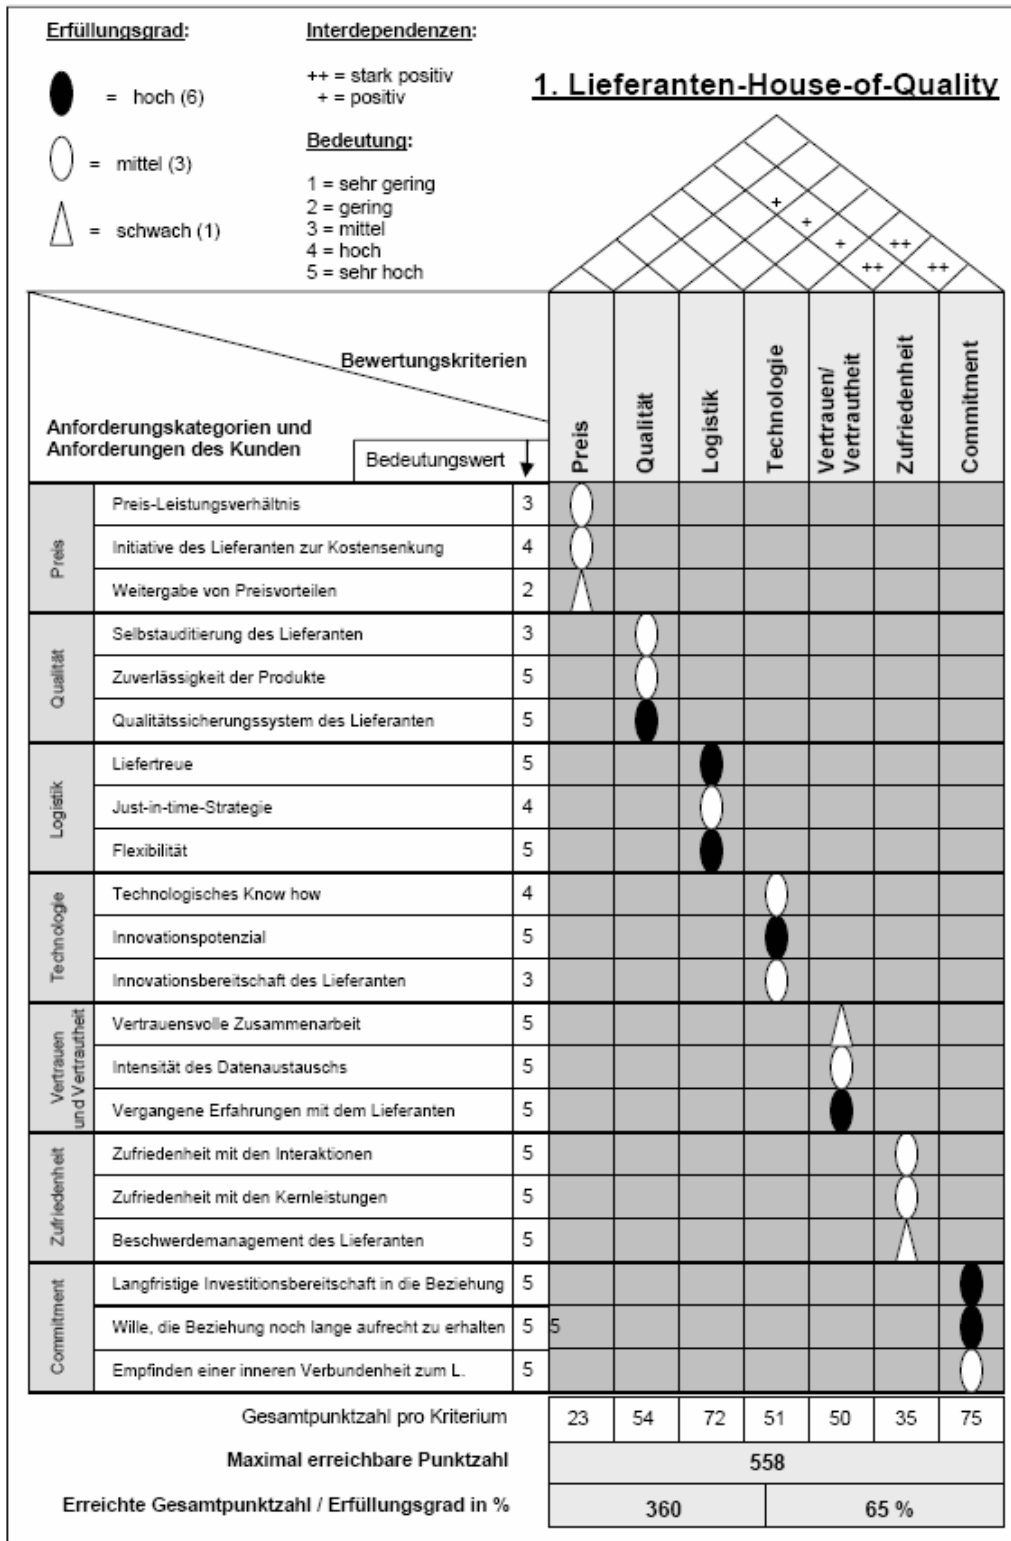 Erfüllungsgrad:
= hoch (6)
= mittel (3)
= schwach (1)
Interdependenzen:
++ = stark positiv
+ = positiv
Bedeutung:
1 = sehr gering
2 = gering
3 = mittel
4 = hoch
5 = sehr hoch
1. Lieferanten-House-of-Quality
+
+
+ ++
++ ++
Bewertungskriterien
Anforderungskategorien und
Anforderungen des Kunden
Bedeutungswert
Preis
Qualität
Logistik
Technologie
Vertrauen/
Vertrautheit
Zufriedenheit
Commitment
Preis
Preis-Leistungsverhältnis 3
Initiative des Lieferanten zur Kostensenkung 4
Weitergabe von Preisvorteilen 2
Qualität
Selbstauditierung des Lieferanten 3
Zuverlässigkeit der Produkte 5
Qualitätssicherungssystem des Lieferanten 5
Logistik
Liefertreue 5
Just-in-time-Strategie 4
Flexibilität 5
Technologie
Technologisches Know how 4
Innovationspotenzial 5
Innovationsbereitschaft des Lieferanten 3
Vertrauen
und Vertrautheit
Vertrauensvolle Zusammenarbeit 5
Intensität des Datenaustauschs 5
Vergangene Erfahrungen mit dem Lieferanten 5
Zufriedenheit
Zufriedenheit mit den Interaktionen 5
Zufriedenheit mit den Kernleistungen 5
Beschwerdemanagement des Lieferanten 5
Commitment
Langfristige Investitionsbereitschaft in die Beziehung 5
Wille, die Beziehung noch lange aufrecht zu erhalten 5 5
Empfinden einer inneren Verbundenheit zum L. 5
Gesamtpunktzahl pro Kriterium 23 54 72 51 50 35 75
Maximal erreichbare Punktzahl 558
Erreichte Gesamtpunktzahl / Erfüllungsgrad in % 360 65 %